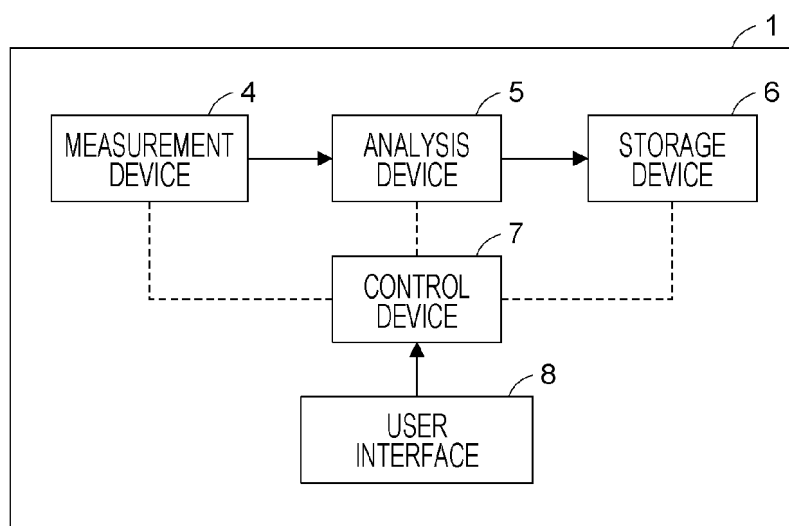 1
4
5
6
MEASUREMENT
DEVICE
ANALYSIS
DEVICE
STORAGE
DEVICE
7
CONTROL
DEVICE
8
USER
INTERFACE